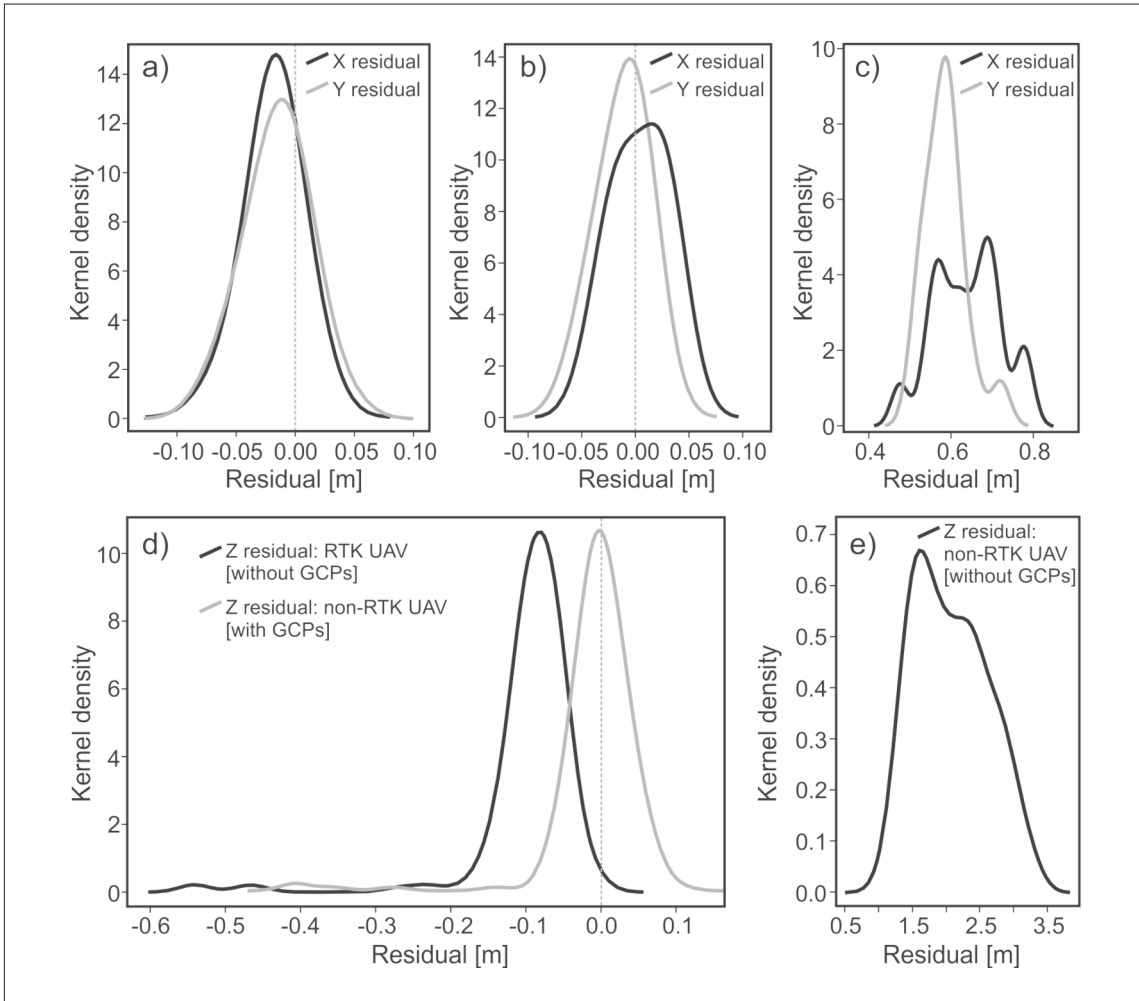 a)
X residual
Y residual
14
12
10
8
6
4
2
0
Kernel density
-0.10
-0.05
0.00
0.05
0.10
Residual [m]
b)
X residual
Y residual
14
12
10
8
6
4
2
0
Kernel density
-0.10
-0.05
0.00
0.05
0.10
Residual [m]
c)
X residual
Y residual
10
8
6
4
2
0
Kernel density
0.4
0.6
0.8
Residual [m]
d)
Z residual: RTK UAV
[without GCPs]
Z residual: non-RTK UAV
[with GCPs]
10
8
6
4
2
0
Kernel density
-0.6
-0.5
-0.4
-0.3
-0.2
-0.1
0.0
0.1
Residual [m]
e)
Z residual:
non-RTK UAV
[without GCPs]
0.7
0.6
0.5
0.4
0.3
0.2
0.1
0.0
Kernel density
0.5
1.5
2.5
3.5
Residual [m]